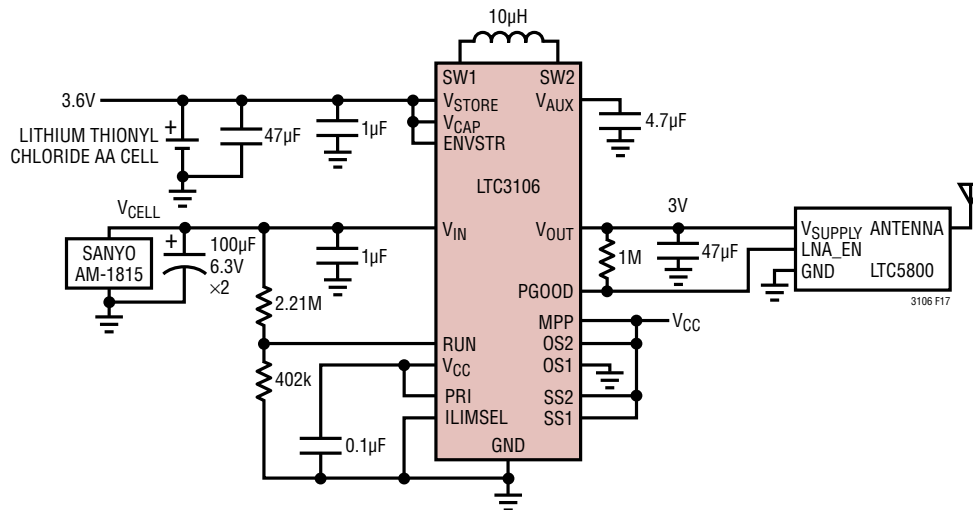 10µH
SW1
SW2
3.6V
VSTORE
VAUX
VCAP
ENVSTR
47µF
1µF
4.7µF
LITHIUM THIONYL
CHLORIDE AA CELL
+
LTC3106
VCELL
VIN
VOUT
3V
SANYO
AM-1815
+
100µF
6.3V
×2
1µF
1M
47µF
VSUPPLY
ANTENNA
LNA_EN
GND
LTC5800
3106 F17
2.21M
PGOOD
MPP
VCC
RUN
OS2
VCC
OS1
402k
PRI
SS2
ILIMSEL
SS1
0.1µF
GND